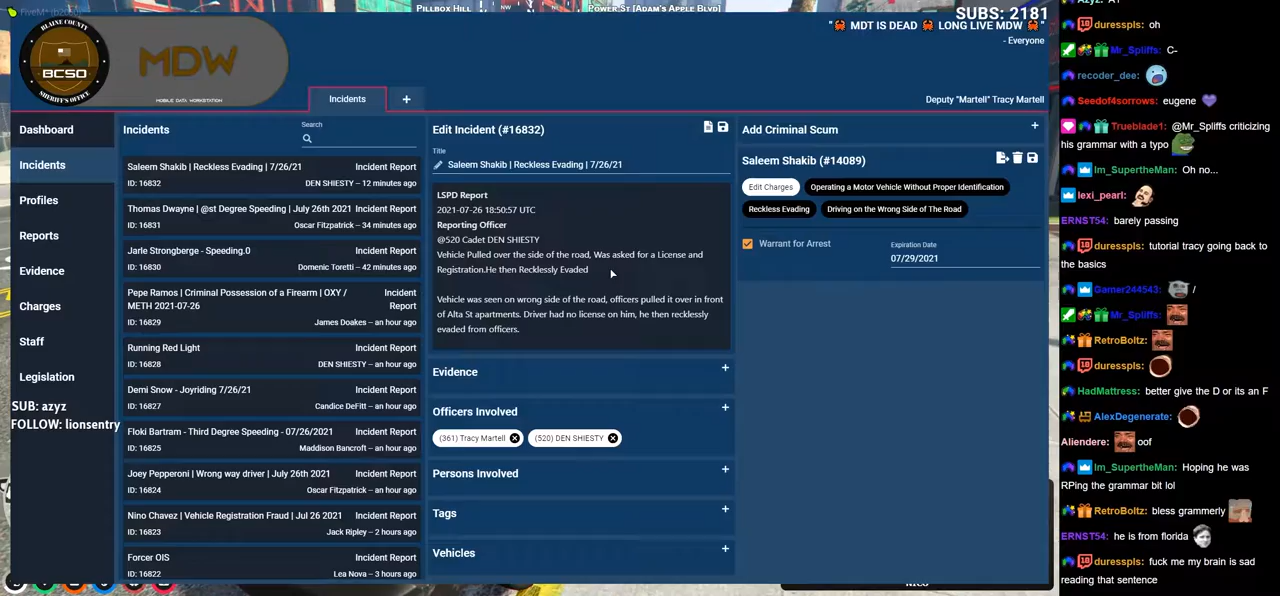 FiveM®
PILLBOX HILL
NW
N
Power St [Adam's Apple Blvd]
SUBS: 2181
" MDT IS DEAD LONG LIVE MDW "
- Everyone
BLAINE COUNTY
BCSO
SHERIFF'S OFFICE
MDW
MOBILE DATA WORKSTATION
Incidents
+
Deputy "Martell" Tracy Martell
Dashboard
Incidents
Profiles
Reports
Evidence
Charges
Staff
Legislation
SUB: azyz
FOLLOW: lionsentry
Incidents
Search
Saleem Shakib | Reckless Evading | 7/26/21 Incident Report
ID: 16832 DEN SHIESTY – 12 minutes ago
Thomas Dwayne | @st Degree Speeding | July 26th 2021 Incident Report
ID: 16831 Oscar Fitzpatrick – 34 minutes ago
Jarle Strongberge - Speeding.0 Incident Report
ID: 16830 Domenic Toretti – 42 minutes ago
Pepe Ramos | Criminal Possession of a Firearm | OXY / Incident
METH 2021-07-26 Report
ID: 16829 James Doakes – an hour ago
Running Red Light Incident Report
ID: 16828 DEN SHIESTY – an hour ago
Demi Snow - Joyriding 7/26/21 Incident Report
ID: 16827 Candice DeFitt – an hour ago
Floki Bartram - Third Degree Speeding - 07/26/2021 Incident Report
ID: 16825 Maddison Bancroft – an hour ago
Joey Pepperoni | Wrong way driver | July 26th 2021 Incident Report
ID: 16824 Oscar Fitzpatrick – an hour ago
Nino Chavez | Vehicle Registration Fraud | Jul 26 2021 Incident Report
ID: 16823 Jack Ripley – 2 hours ago
Forcer OIS Incident Report
ID: 16822 Lea Nova – 3 hours ago
Edit Incident (#16832)
Title
Saleem Shakib | Reckless Evading | 7/26/21
LSPD Report
2021-07-26 18:50:57 UTC
Reporting Officer
@520 Cadet DEN SHIESTY
Vehicle Pulled over the side of the road, Was asked for a License and
Registration.He then Recklessly Evaded
Vehicle was seen on wrong side of the road, officers pulled it over in front
of Alta St apartments. Driver had no license on him, he then recklessly
evaded from officers.
Evidence +
Officers Involved +
(361) Tracy Martell (520) DEN SHIESTY
Persons Involved +
Tags +
Vehicles +
Add Criminal Scum +
Saleem Shakib (#14089)
Edit Charges Operating a Motor Vehicle Without Proper Identification
Reckless Evading Driving on the Wrong Side of The Road
Warrant for Arrest
Expiration Date
07/29/2021
duresspls: oh
Mr_Spliffs: C-
recoder_dee:
Seedof4sorrows: eugene
Trueblade1: @Mr_Spliffs criticizing
his grammar with a typo
Im_SupertheMan: Oh no...
lexi_pearl:
ERNST54: barely passing
duresspls: tutorial tracy going back to
the basics
Gamer244543: /
Mr_Spliffs:
RetroBoltz:
duresspls:
HadMattress: better give the D or its an F
AlexDegenerate:
Aliendere: oof
Im_SupertheMan: Hoping he was
RPing the grammar bit lol
RetroBoltz: bless grammerly
ERNST54: he is from florida
duresspls: fuck me my brain is sad
reading that sentence